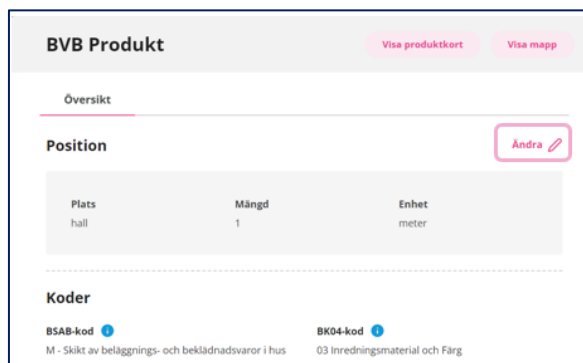 BVB Produkt
Visa produktkort
Visa mapp
Översikt
Position
Ändra
Plats Mängd Enhet
hall 1 meter
Koder
BSAB-kod BK04-kod
M - Skikt av beläggnings- och beklädnadsvaror i hus 03 Inredningsmaterial och Färg